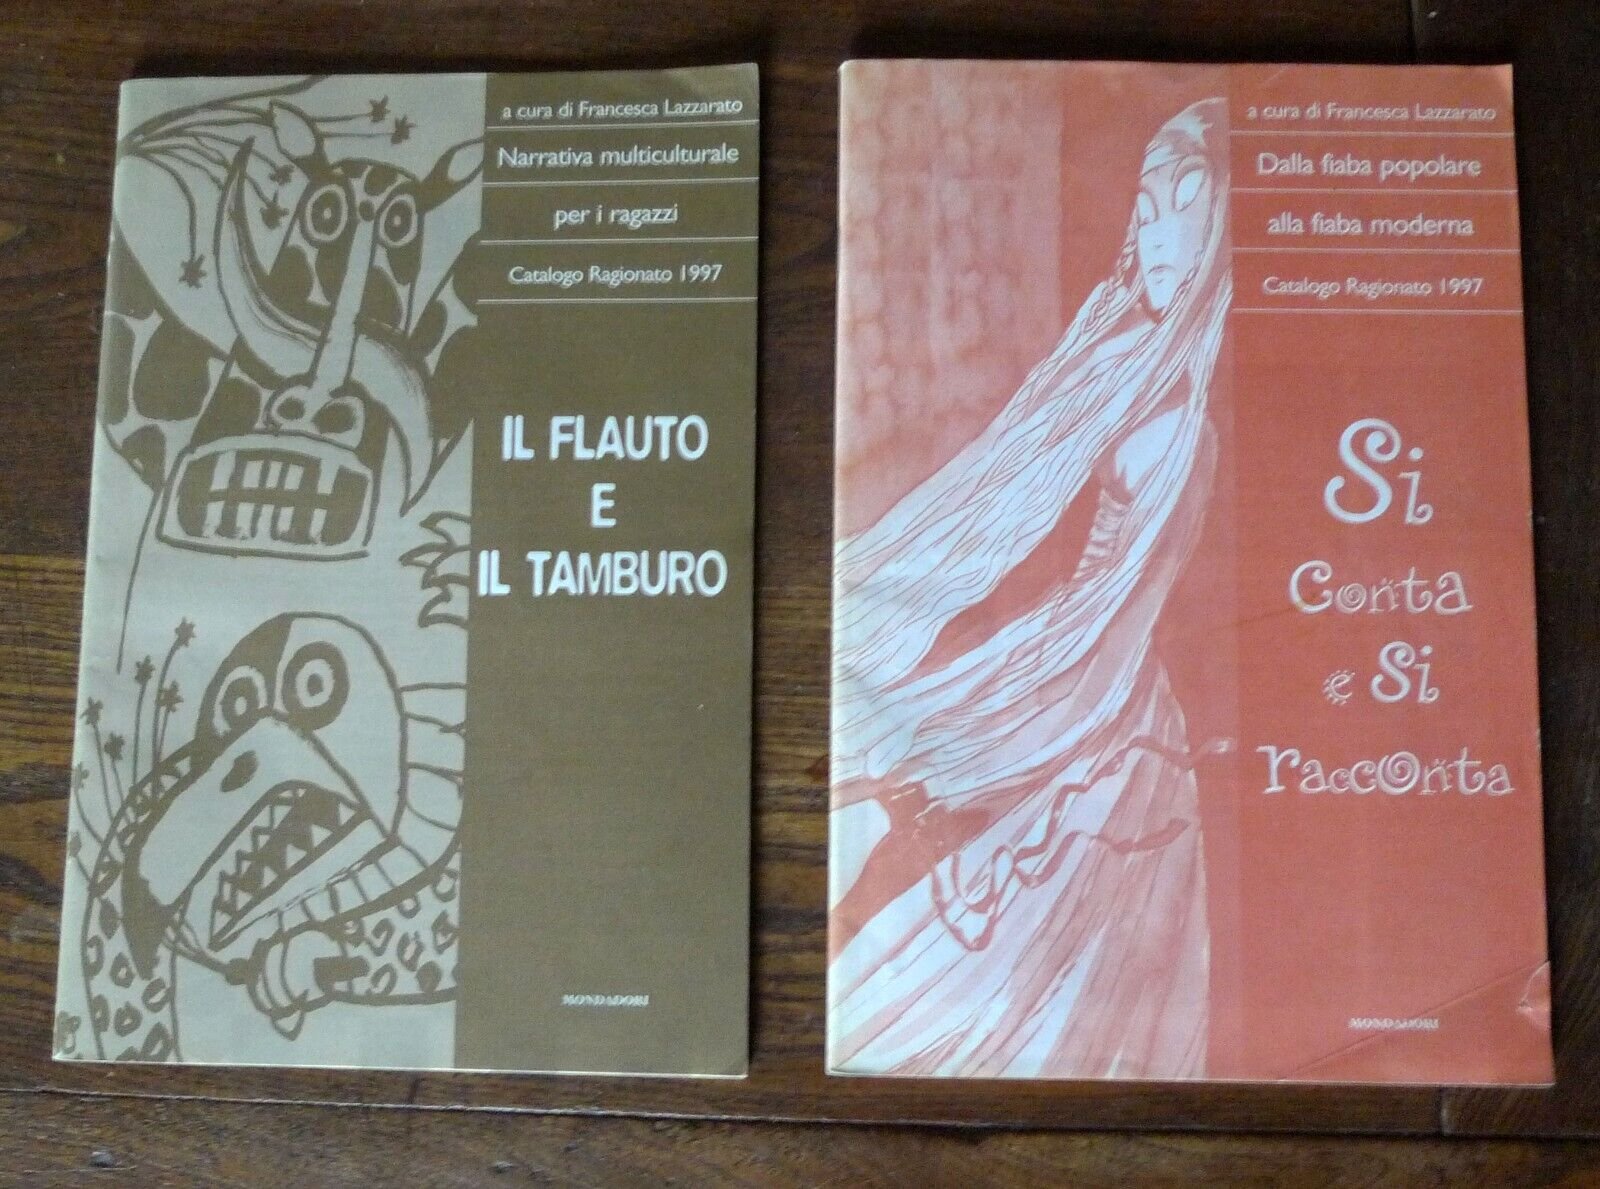 a cura di Francesca Lazzarato
Narrativa multiculturale
per i ragazzi
Catalogo Ragionato 1997
IL FLAUTO
E
IL TAMBURO
MONDADORI
a cura di Francesca Lazzarato
Dalla fiaba popolare
alla fiaba moderna
Catalogo Ragionato 1997
Si
Conta
e Si
racconta
MONDADORI